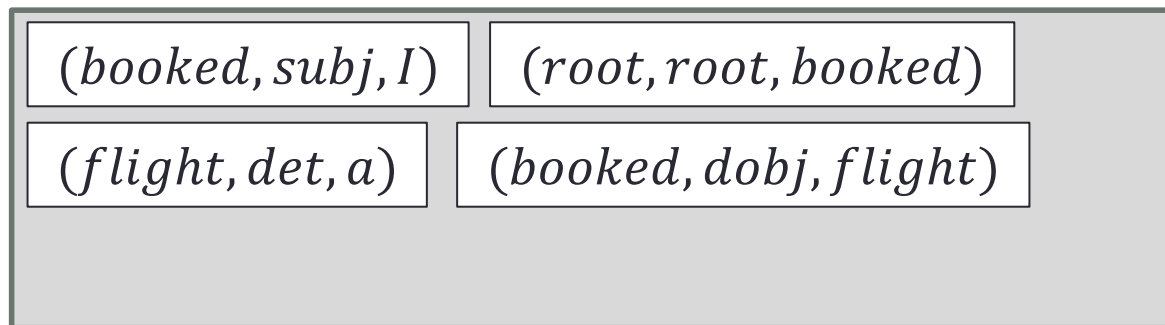 (booked, subj, I) (root, root, booked)
(flight, det, a) (booked, dobj, flight)